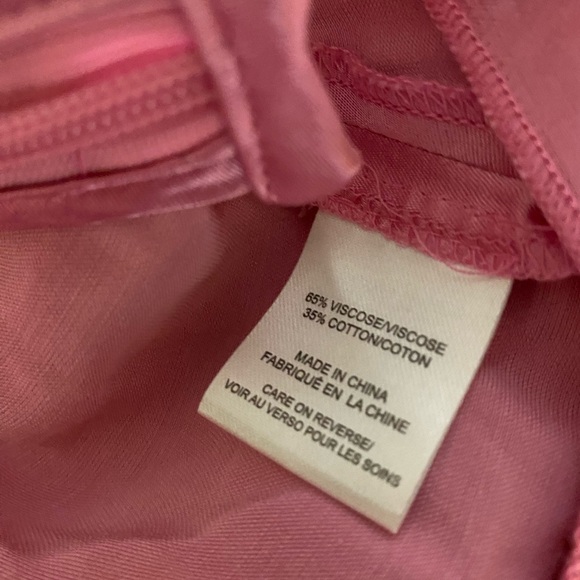 65% VISCOSE/VISCOSE
35% COTTON/COTON
MADE IN CHINA
FABRIQUÉ EN LA CHINE
CARE ON REVERSE/
VOIR AU VERSO POUR LES SOINS